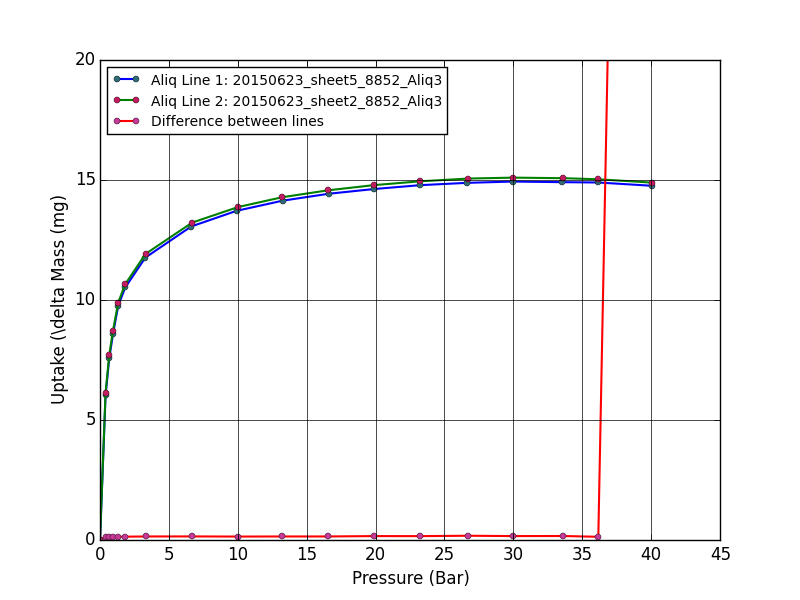 Aliq Line 1: 20150623_sheet5_8852_Aliq3
Aliq Line 2: 20150623_sheet2_8852_Aliq3
Difference between lines
20
15
10
5
0
Uptake (\delta Mass (mg)
0 5 10 15 20 25 30 35 40 45
Pressure (Bar)